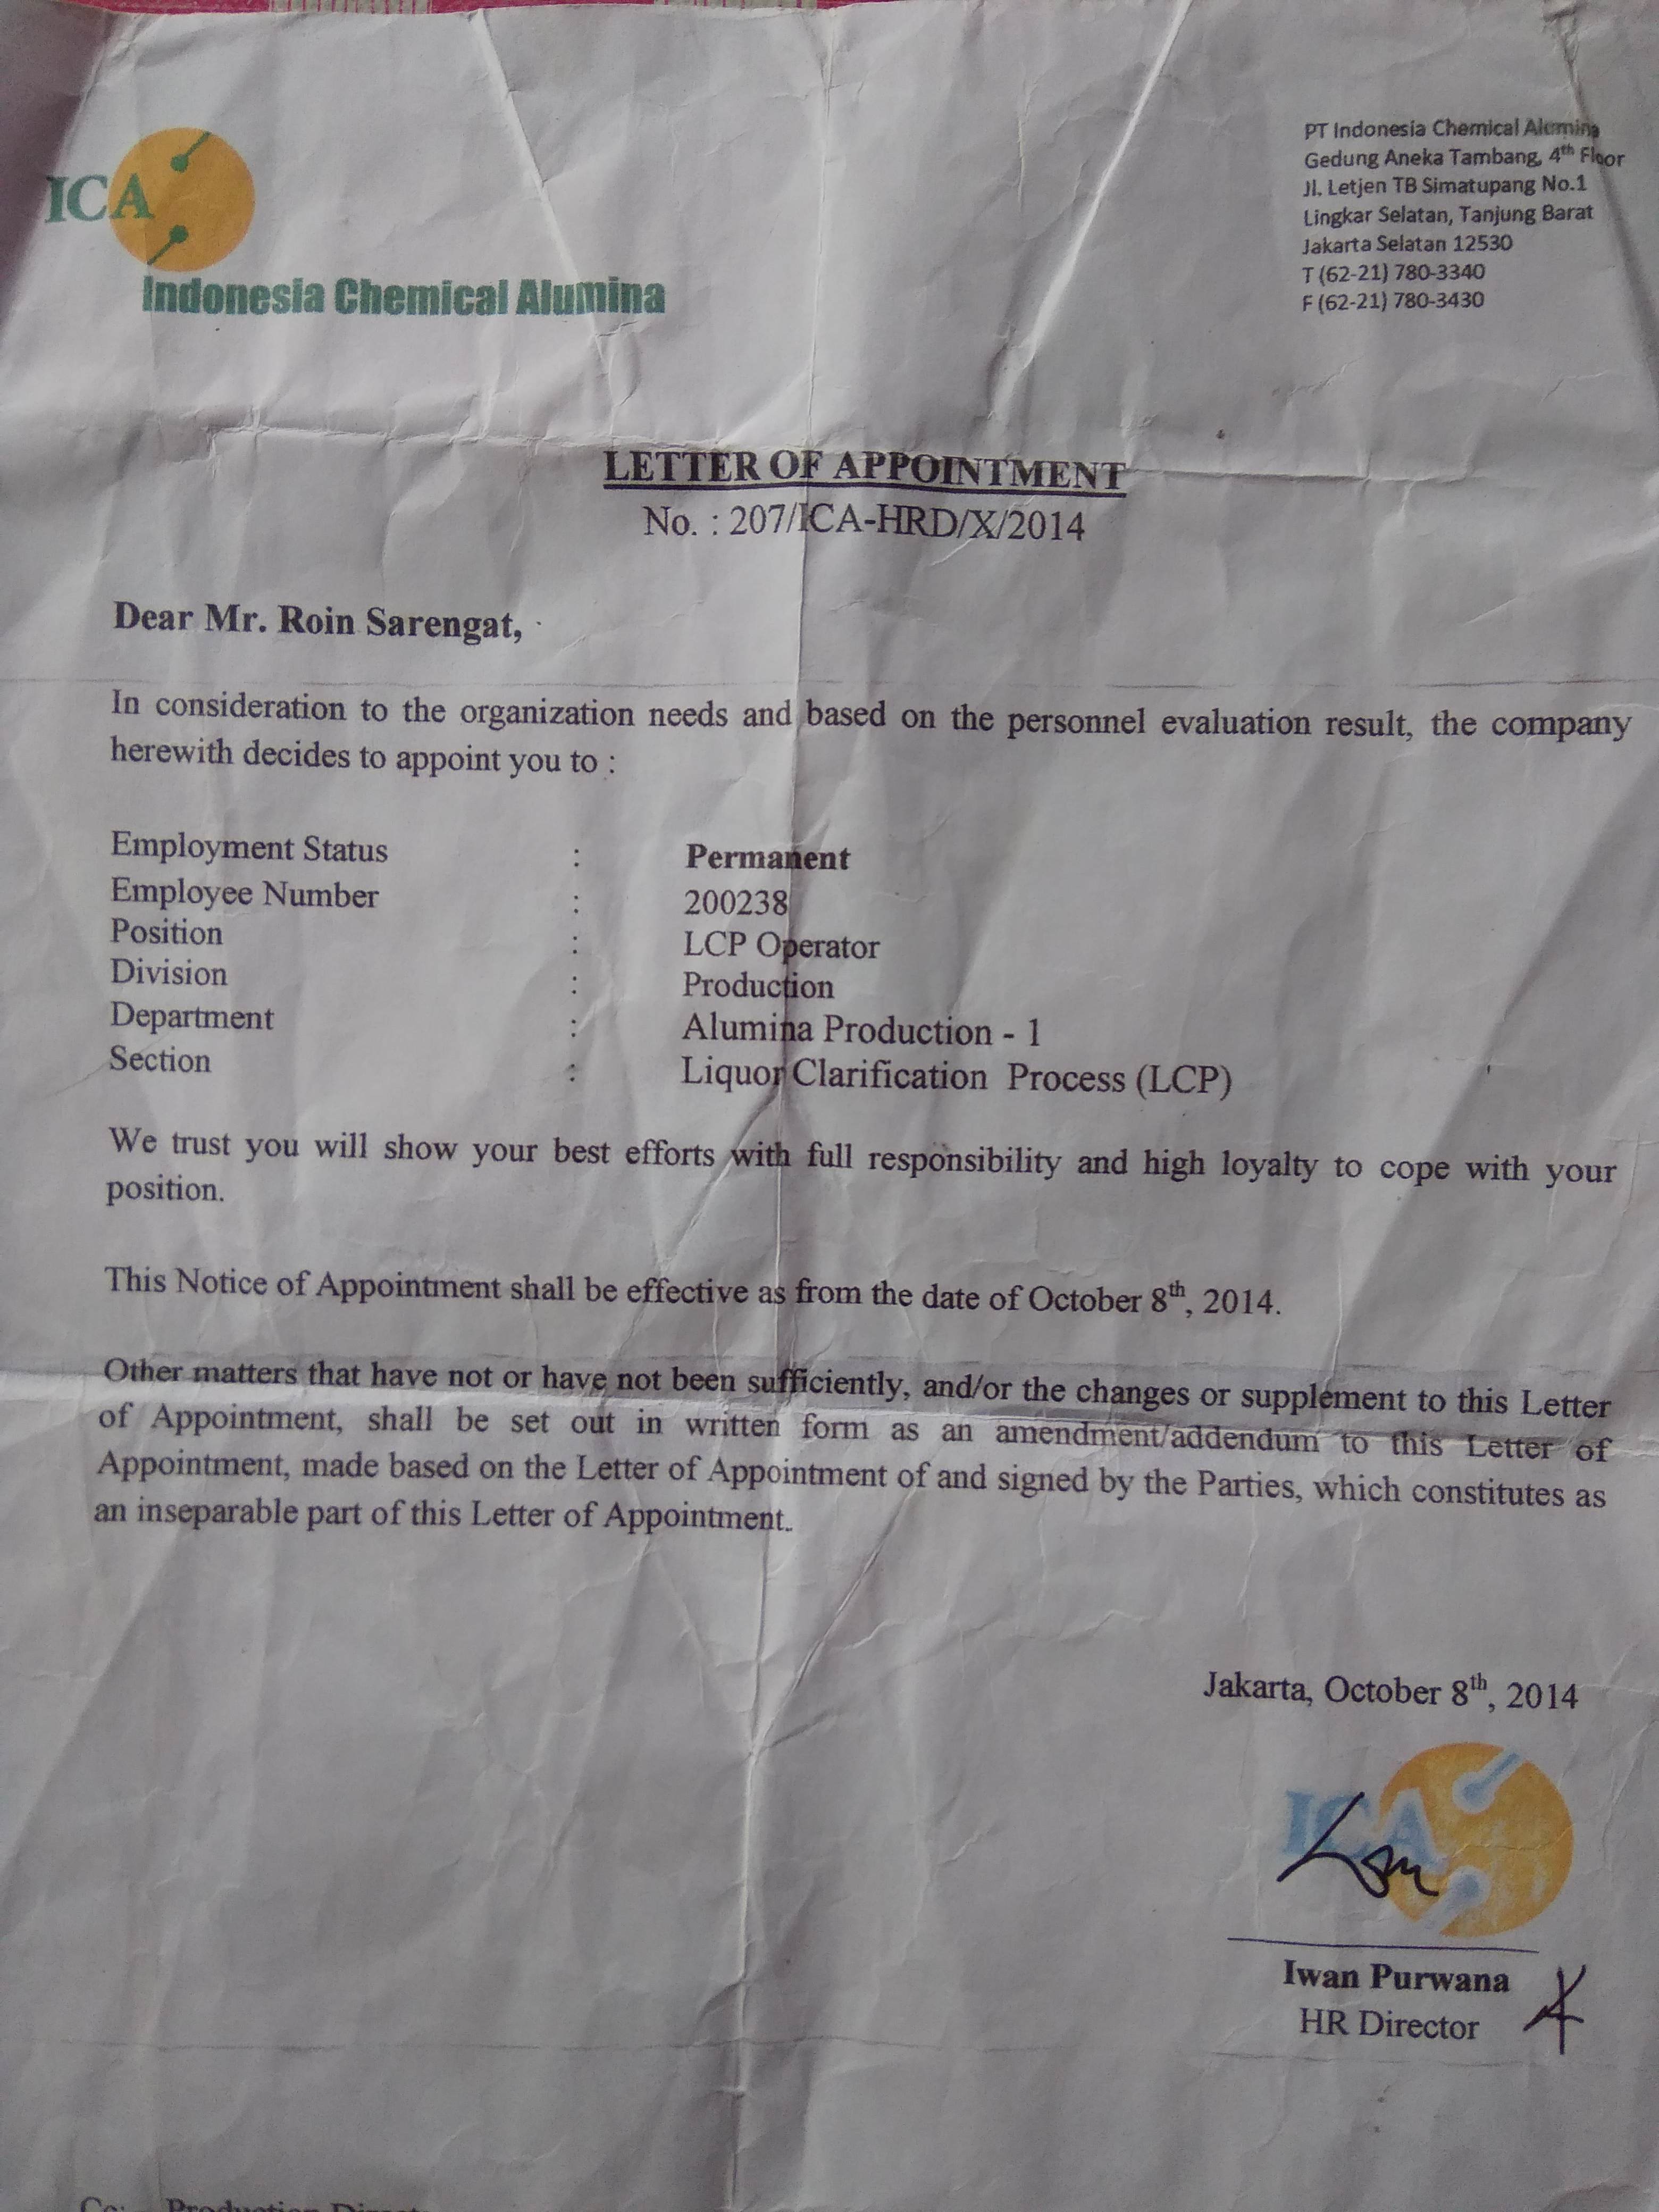 ICA
Indonesia Chemical Alumina
PT Indonesia Chemical Alumina
Gedung Aneka Tambang, 4th Floor
Jl. Letjen TB Simatupang No.1
Lingkar Selatan, Tanjung Barat
Jakarta Selatan 12530
T (62-21) 780-3340
F (62-21) 780-3430
LETTER OF APPOINTMENT
No. : 207/ICA-HRD/X/2014
Dear Mr. Roin Sarengat,
In consideration to the organization needs and based on the personnel evaluation result, the company
herewith decides to appoint you to :
Employment Status : Permanent
Employee Number : 200238
Position : LCP Operator
Division : Production
Department : Alumina Production - 1
Section : Liquor Clarification Process (LCP)
We trust you will show your best efforts with full responsibility and high loyalty to cope with your
position.
This Notice of Appointment shall be effective as from the date of October 8th, 2014.
Other matters that have not or have not been sufficiently, and/or the changes or supplement to this Letter
of Appointment, shall be set out in written form as an amendment/addendum to this Letter of
Appointment, made based on the Letter of Appointment of and signed by the Parties, which constitutes as
an inseparable part of this Letter of Appointment.
Jakarta, October 8th, 2014
ICA
Iwan Purwana
HR Director
Cc: - Production